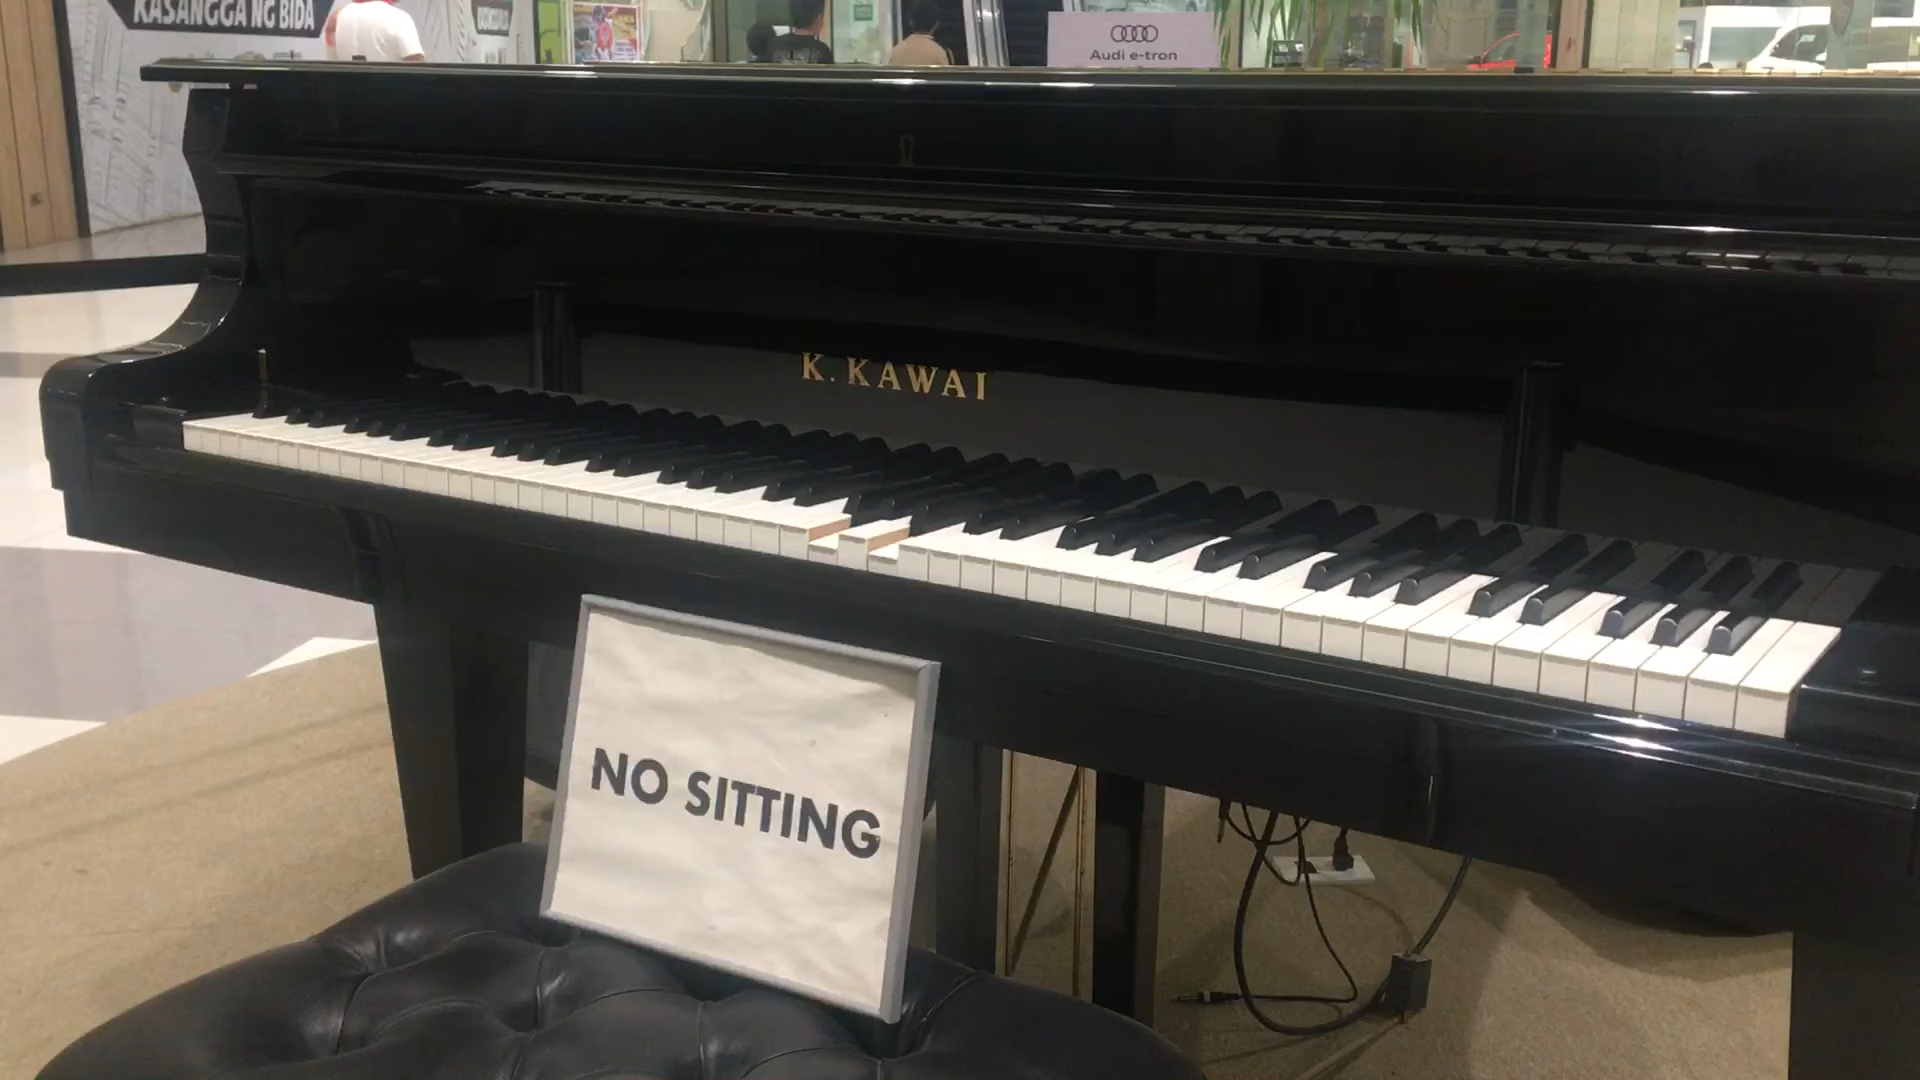 KASANGGA NG BIDA
Audi e-tron
K. KAWAI
NO SITTING